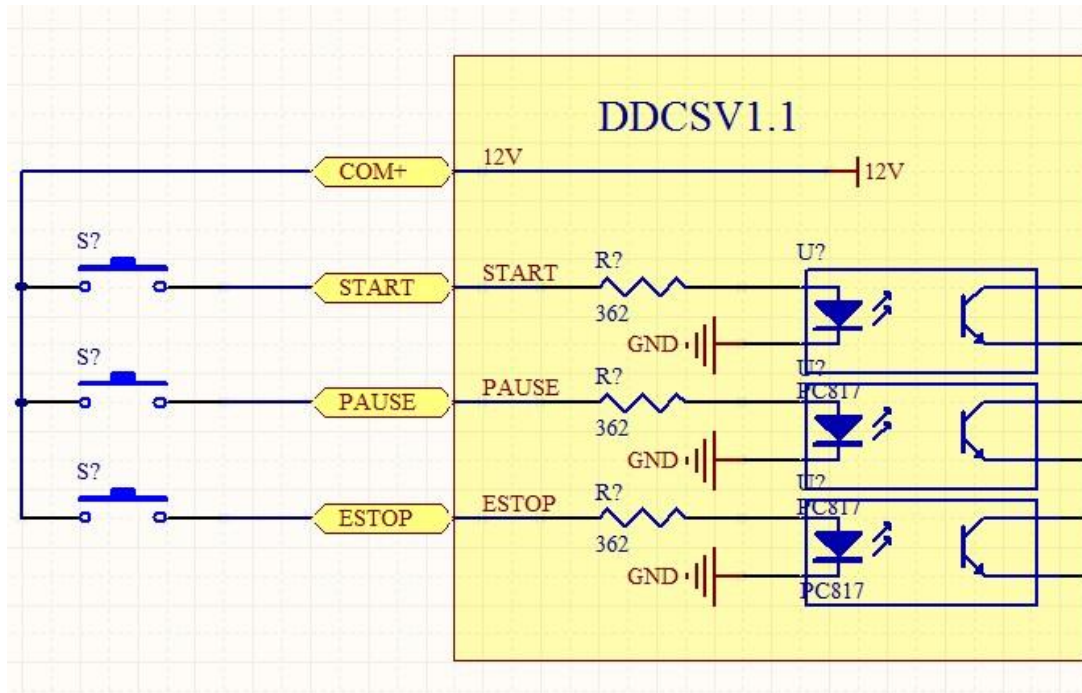 DDCSV1.1
COM+
12V
12V
S?
START
START
R?
362
GND
U?
PC817
S?
PAUSE
PAUSE
R?
362
GND
U?
PC817
S?
ESTOP
ESTOP
R?
362
GND
U?
PC817